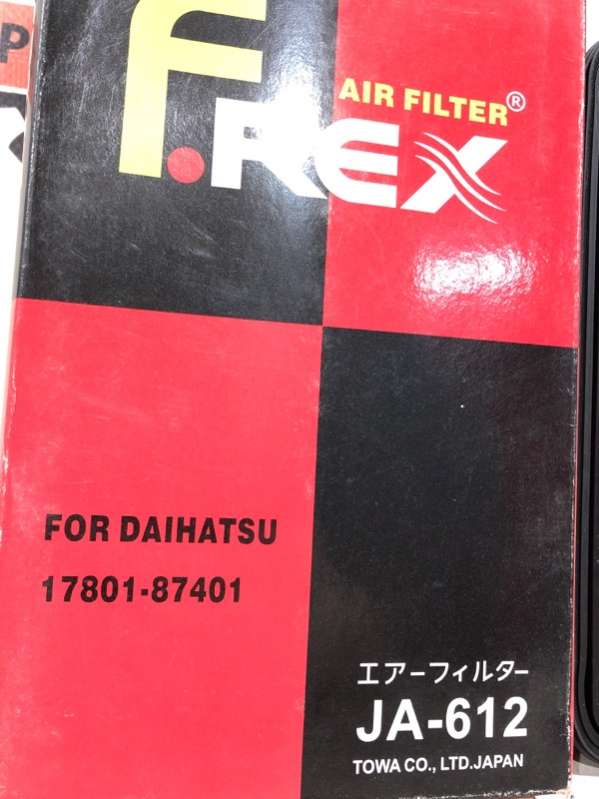 P
AIR FILTER®
F.REX
FOR DAIHATSU
17801-87401
エアーフィルター
JA-612
TOWA CO., LTD.JAPAN